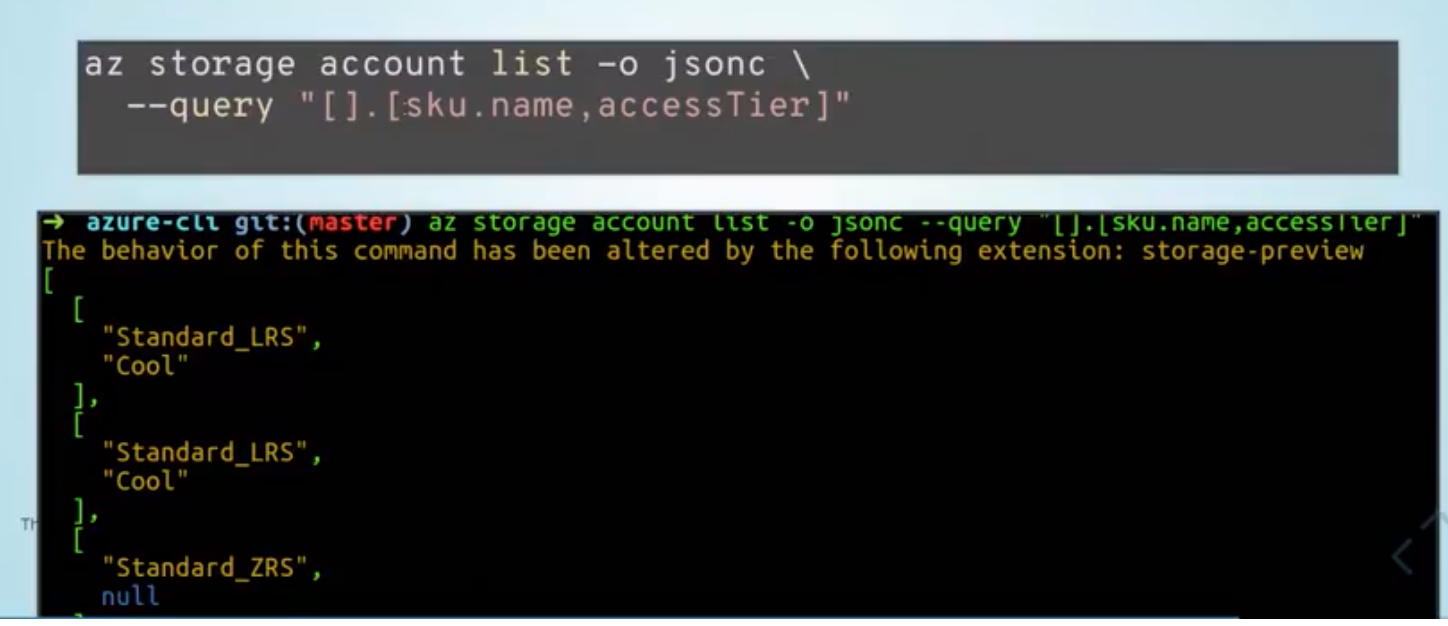 az storage account list -o jsonc \
--query "[].[sku.name,accessTier]"
→ azure-cli git:(master) az storage account list -o jsonc --query "[].[sku.name,accessTier]"
The behavior of this command has been altered by the following extension: storage-preview
[
[
"Standard_LRS",
"Cool"
],
[
"Standard_LRS",
"Cool"
],
[
"Standard_ZRS",
null